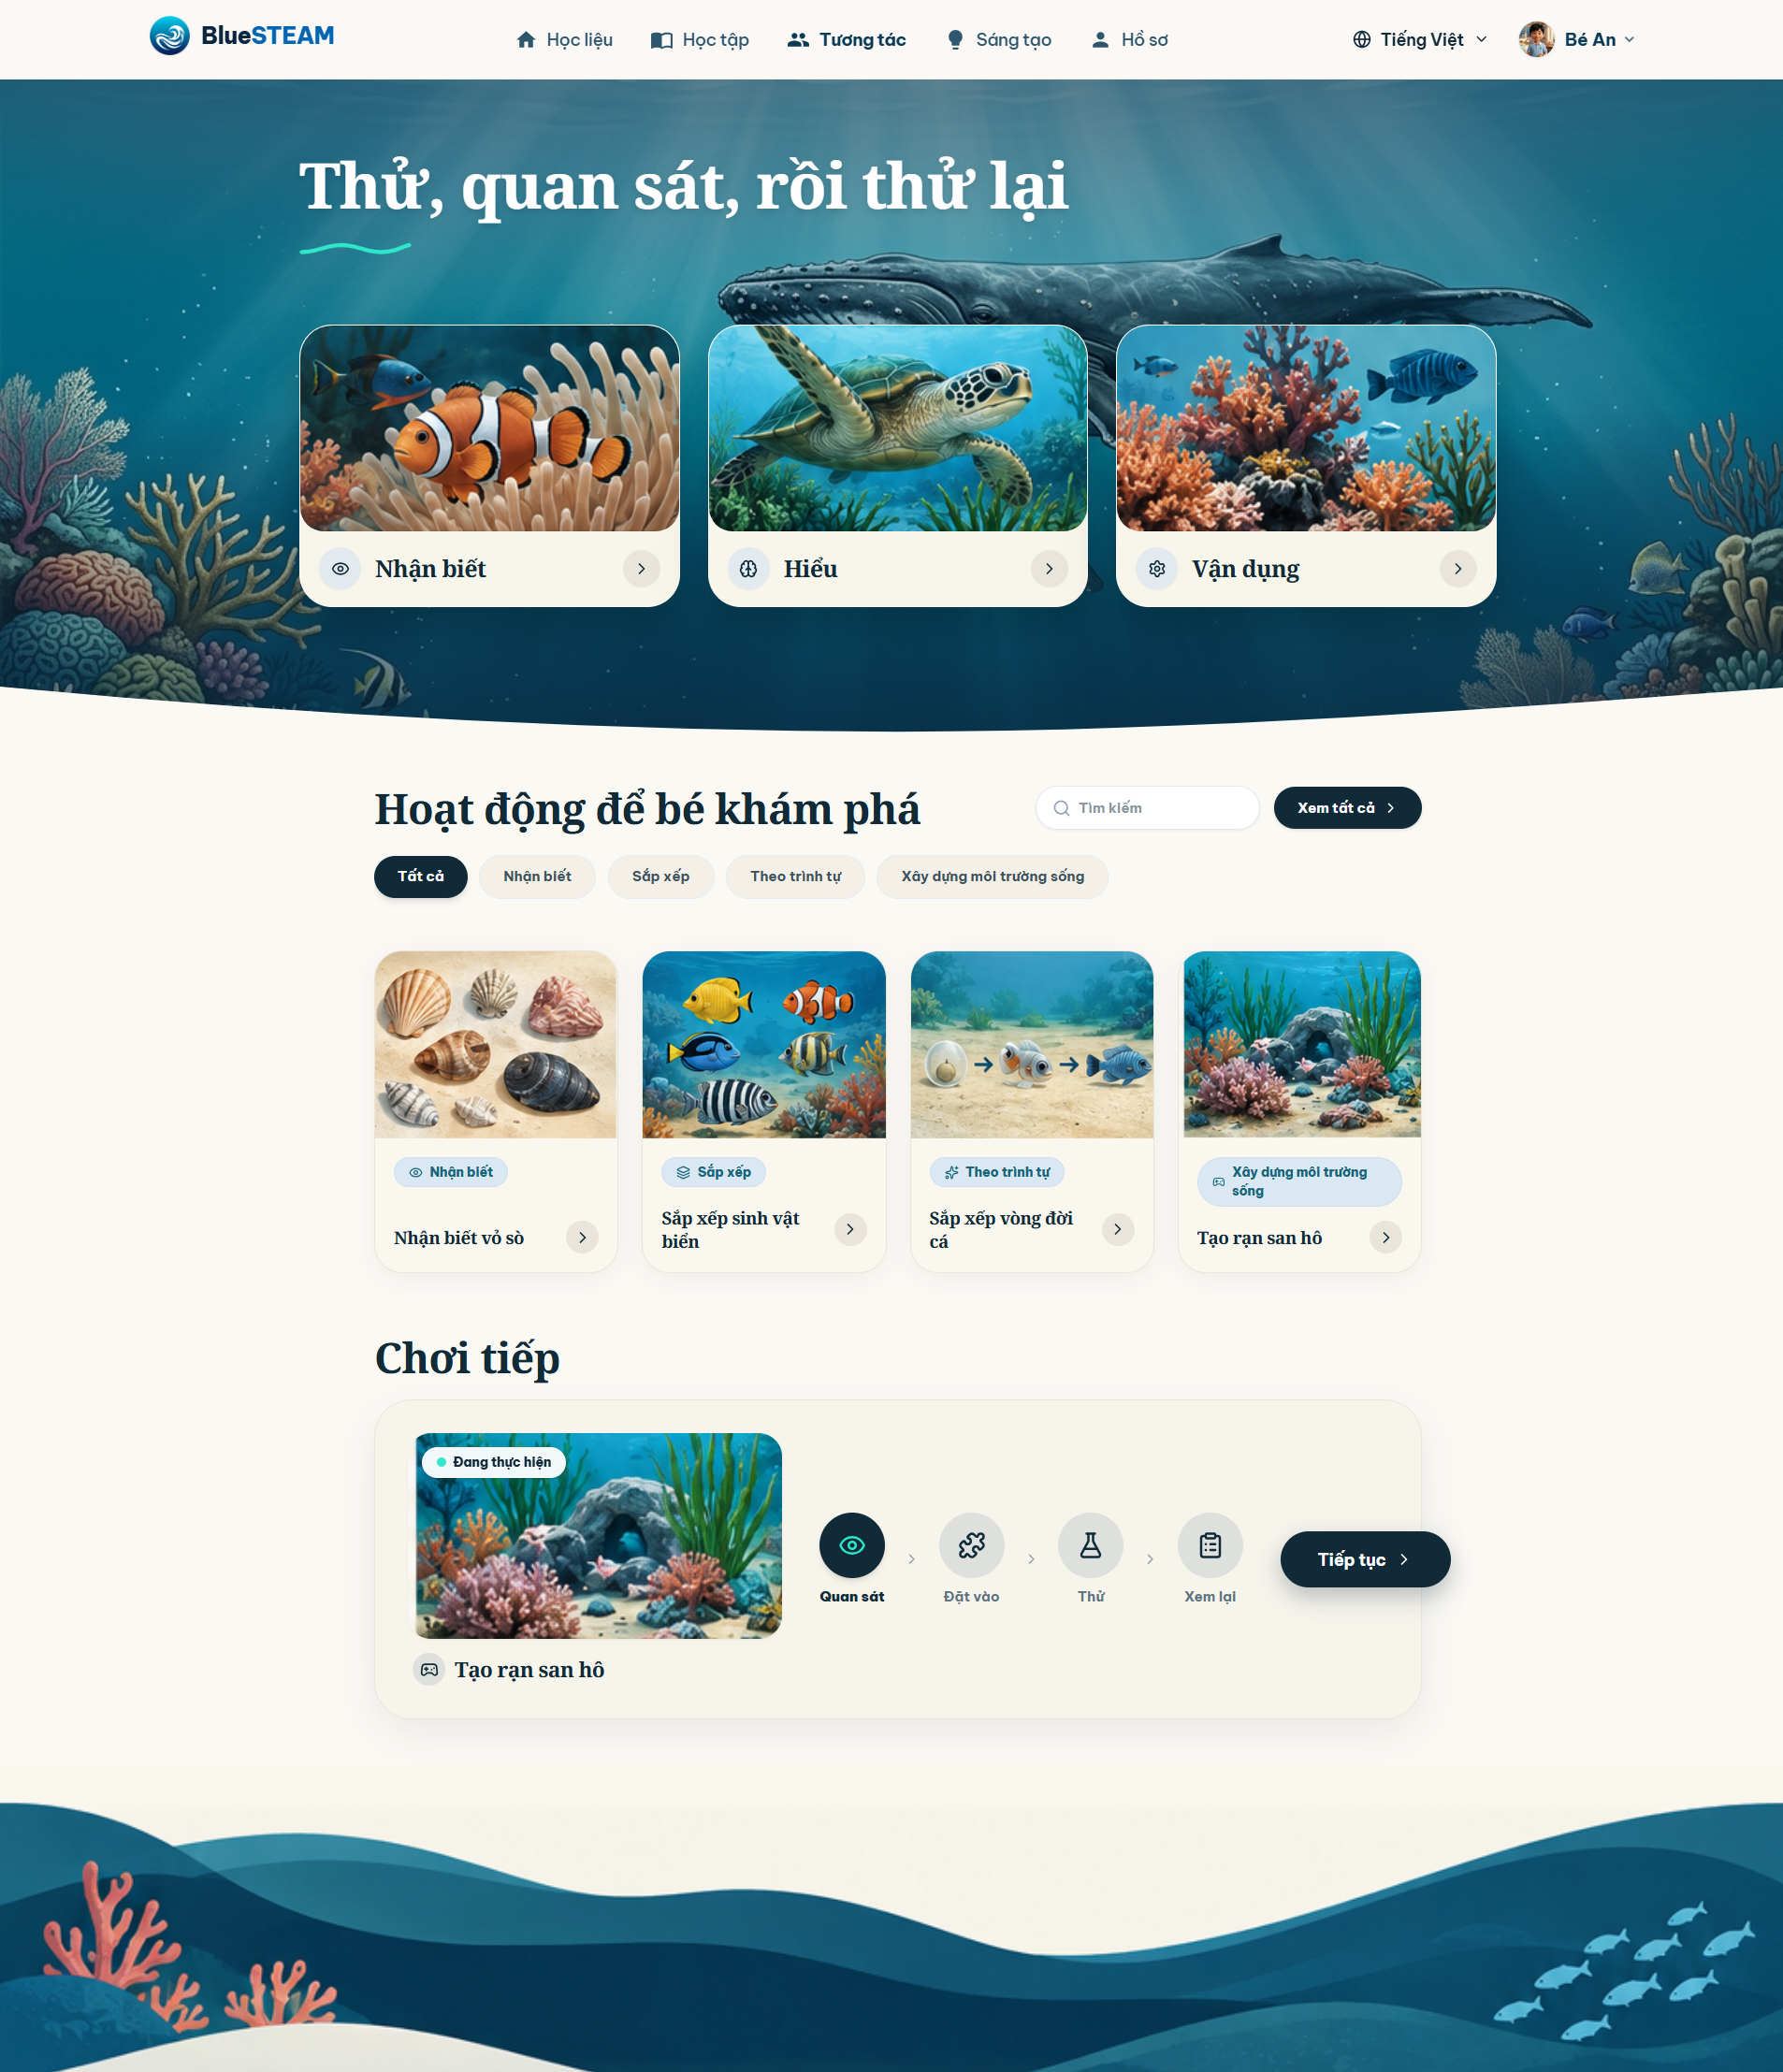 BlueSTEAM
Học liệu
Học tập
Tương tác
Sáng tạo
Hồ sơ
Tiếng Việt
Bé An
Thử, quan sát, rồi thử lại
Nhận biết
Hiểu
Vận dụng
Hoạt động để bé khám phá
Tìm kiếm
Xem tất cả
Tất cả
Nhận biết
Sắp xếp
Theo trình tự
Xây dựng môi trường sống
Nhận biết
Nhận biết vỏ sò
Sắp xếp
Sắp xếp sinh vật
biển
Theo trình tự
Sắp xếp vòng đời
cá
Xây dựng môi trường
sống
Tạo rạn san hô
Chơi tiếp
Đang thực hiện
Tạo rạn san hô
Quan sát
Đặt vào
Thử
Xem lại
Tiếp tục